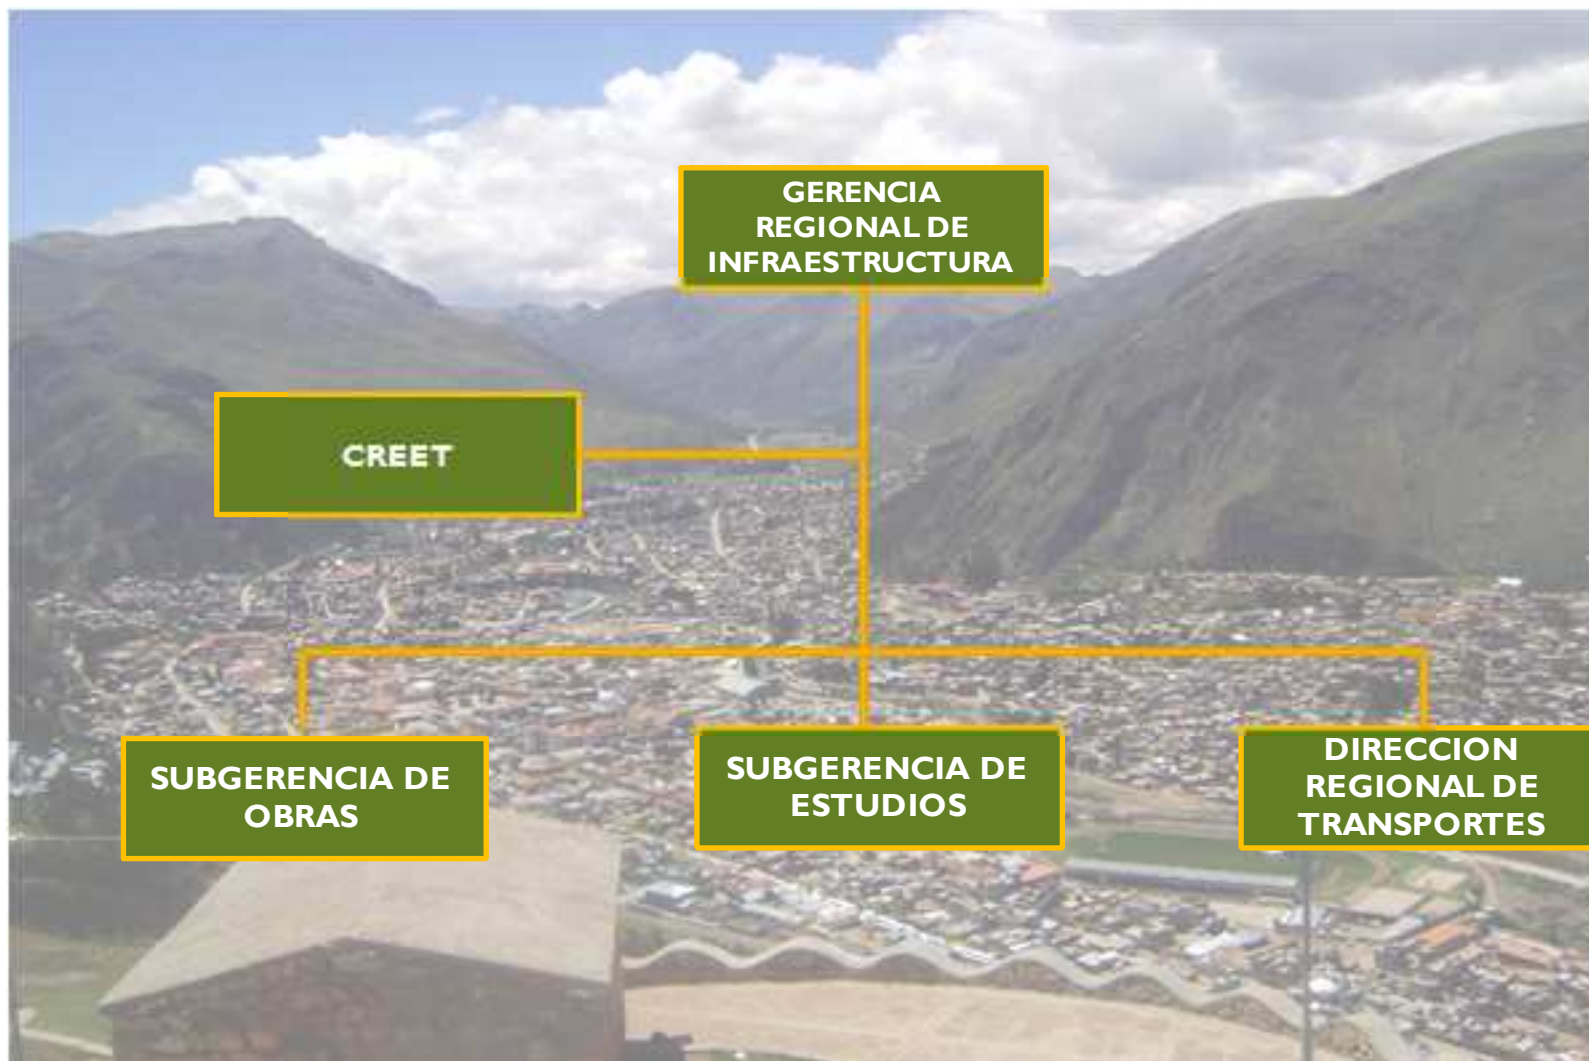 GERENCIA
REGIONAL DE
INFRAESTRUCTURA
CREET
SUBGERENCIA DE
OBRAS
SUBGERENCIA DE
ESTUDIOS
DIRECCION
REGIONAL DE
TRANSPORTES